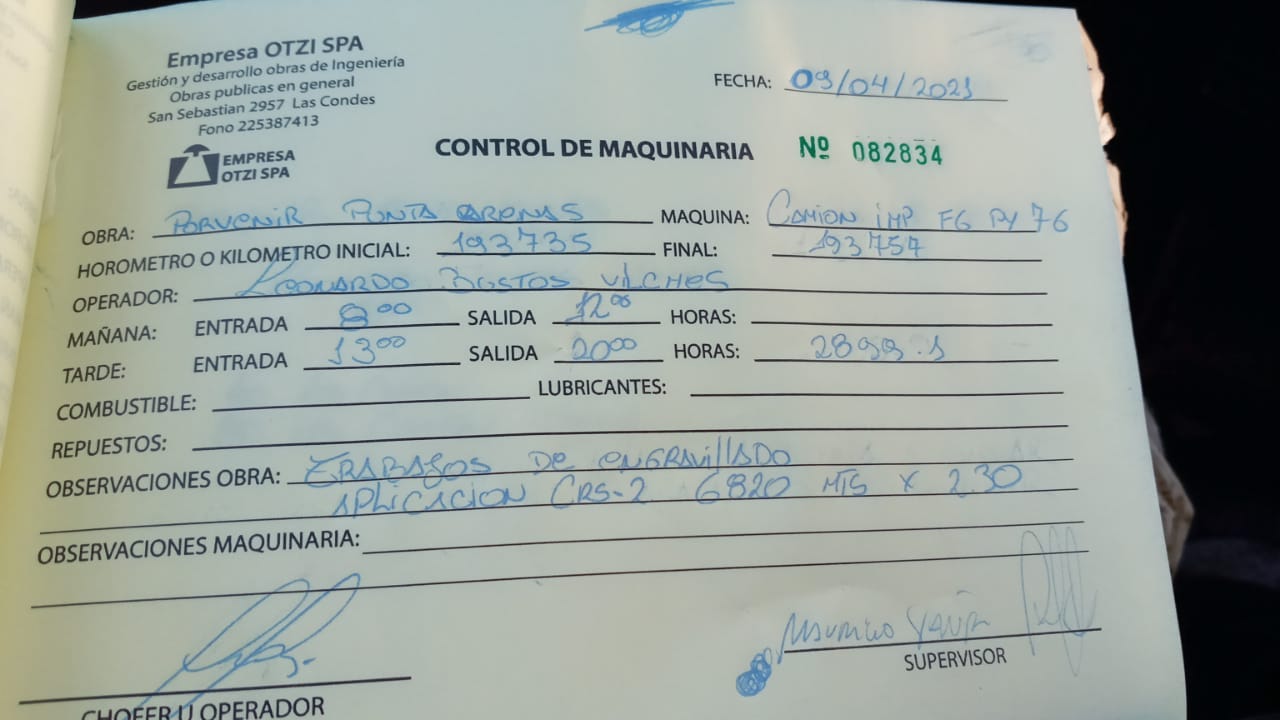 Empresa OTZI SPA
Gestión y desarrollo obras de Ingeniería
Obras publicas en general
San Sebastian 2957 Las Condes
Fono 225387413
EMPRESA
OTZI SPA
FECHA: 09/04/2021
CONTROL DE MAQUINARIA Nº 082834
OBRA: PORVENIR PUNTA ARENAS MAQUINA: CAMION IMP FG PY 76
HOROMETRO O KILOMETRO INICIAL: 193735 FINAL: 193754
OPERADOR: LEONARDO BUSTOS VILCHES
MAÑANA: ENTRADA 8:00 SALIDA 12:00 HORAS:
TARDE: ENTRADA 13:00 SALIDA 20:00 HORAS: 2899.1
COMBUSTIBLE: LUBRICANTES:
REPUESTOS:
OBSERVACIONES OBRA: TRABAJOS DE ENGRAVILLADO
APLICACION CRS-2 6820 MTS X 2.30
OBSERVACIONES MAQUINARIA:
MAURICIO
CHOFER U OPERADOR SUPERVISOR